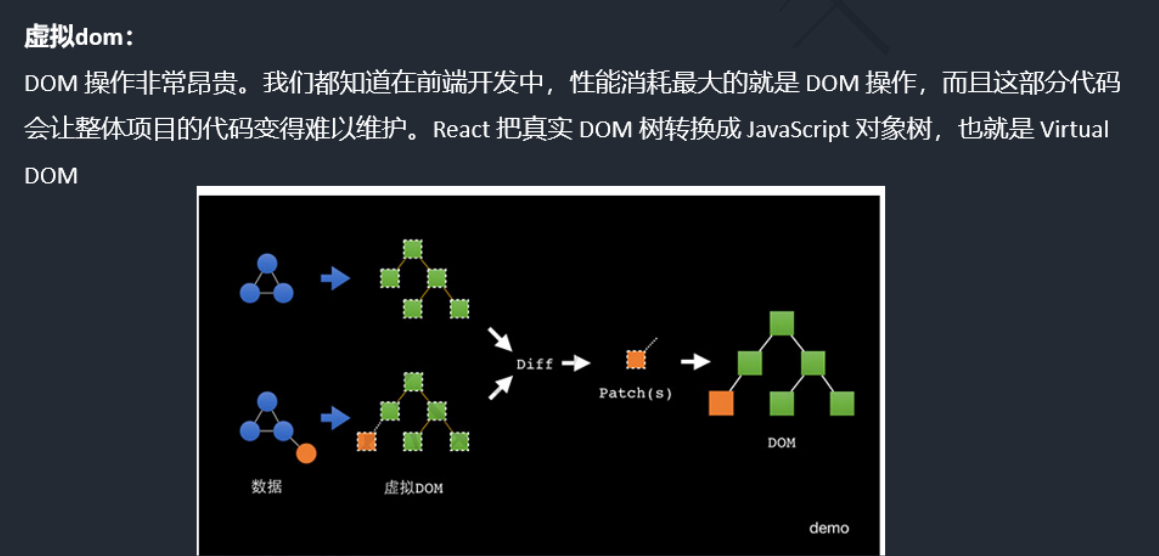 虚拟dom：
DOM 操作非常昂贵。我们都知道在前端开发中，性能消耗最大的就是 DOM 操作，而且这部分代码
会让整体项目的代码变得难以维护。React 把真实 DOM 树转换成 JavaScript 对象树，也就是 Virtual
DOM
Diff
Patch(s)
DOM
数据
虚拟DOM
demo